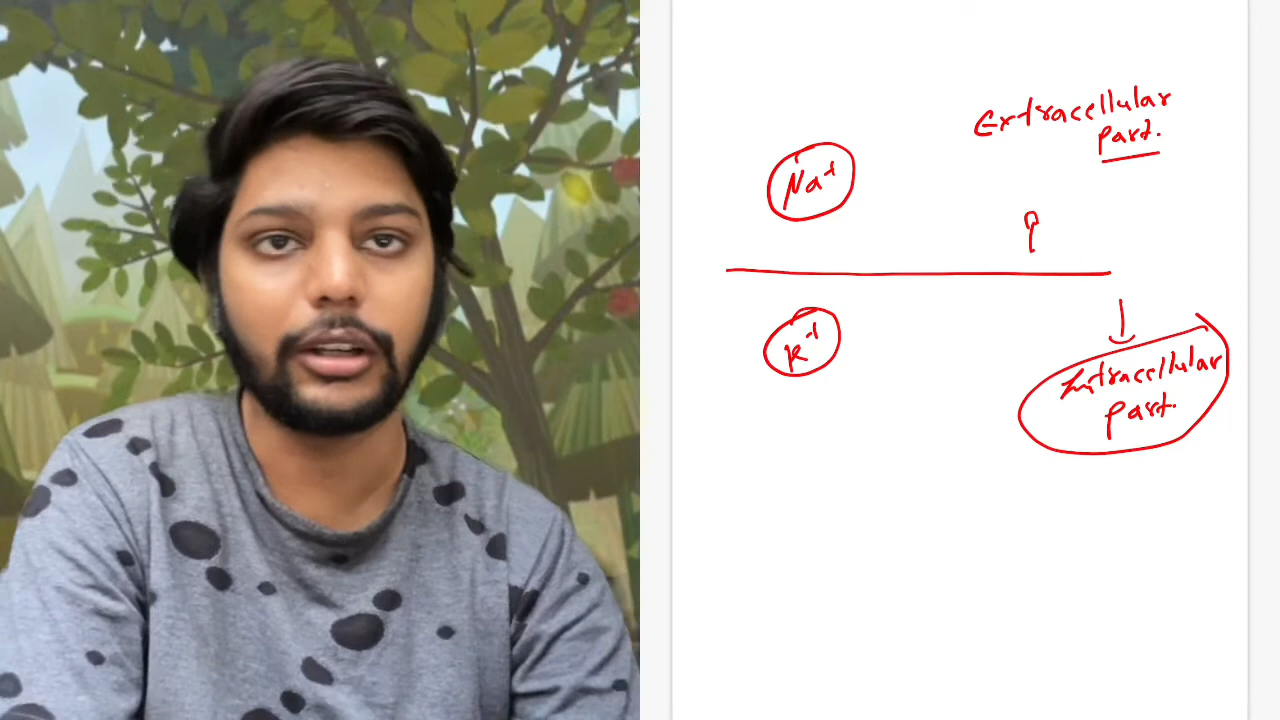 Extracellular
part.
Na+
K+
Intracellular
part.